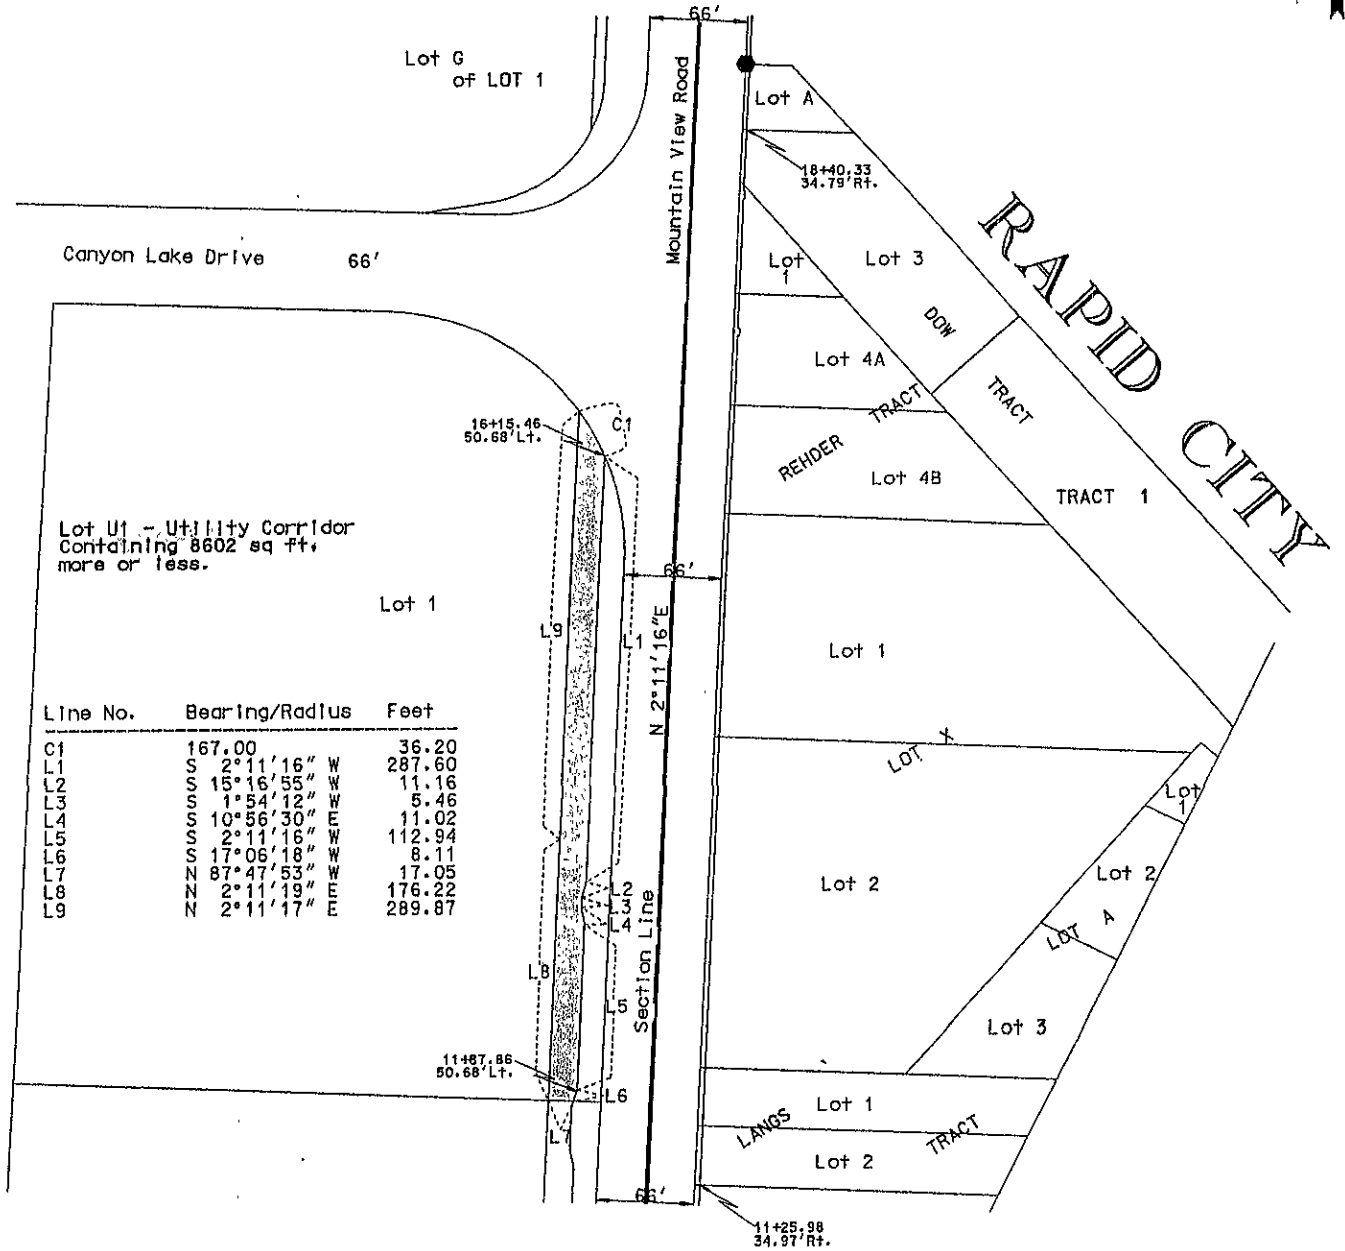 66'
Lot G
of LOT 1
Mountain View Road
Lot A
18+40.33
34.79'Rt.
RAPID CITY
Canyon Lake Drive 66'
Lot
1
Lot 3
DOW
TRACT
Lot 4A
REHDER TRACT
Lot 4B
TRACT 1
16+15.46
50.68'Lt.
C1
Lot U1 - Utility Corridor
Containing 8602 sq ft.
more or less.
Lot 1
66'
L9
L1
N 2°11'16"E
Lot 1
LOT X
Line No. Bearing/Radius Feet
C1 167.00 36.20
L1 S 2°11'16" W 287.60
L2 S 15°16'55" W 11.16
L3 S 1°54'12" W 5.46
L4 S 10°56'30" E 11.02
L5 S 2°11'16" W 112.94
L6 S 17°06'18" W 8.11
L7 N 87°47'53" W 17.05
L8 N 2°11'19" E 176.22
L9 N 2°11'17" E 289.87
Lot
1
Lot 2
Lot 2
LOT A
L2
L3
L4
L8
L5
Section Line
Lot 3
11+87.86
50.68'Lt.
L6
L7
Lot 1
LANGS TRACT
Lot 2
66'
11+25.98
34.97'Rt.